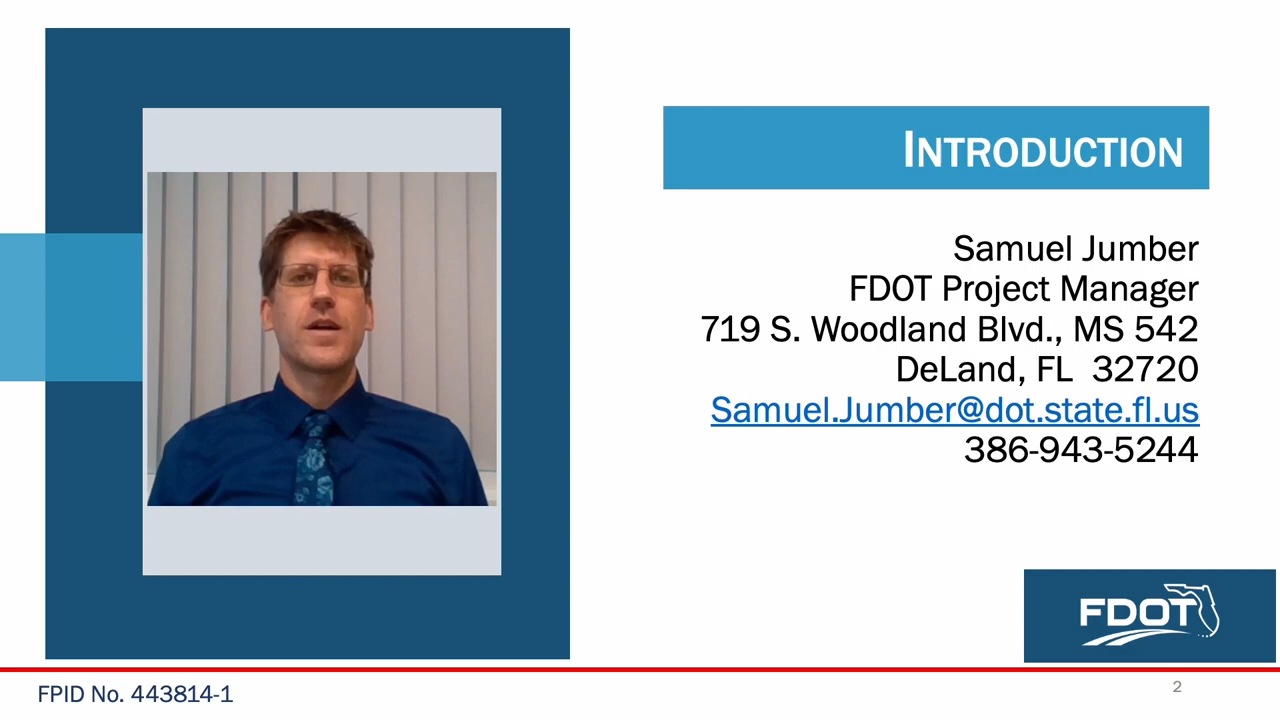 INTRODUCTION
Samuel Jumber
FDOT Project Manager
719 S. Woodland Blvd., MS 542
DeLand, FL  32720
Samuel.Jumber@dot.state.fl.us
386-943-5244
FDOT
FPID No. 443814-1
2